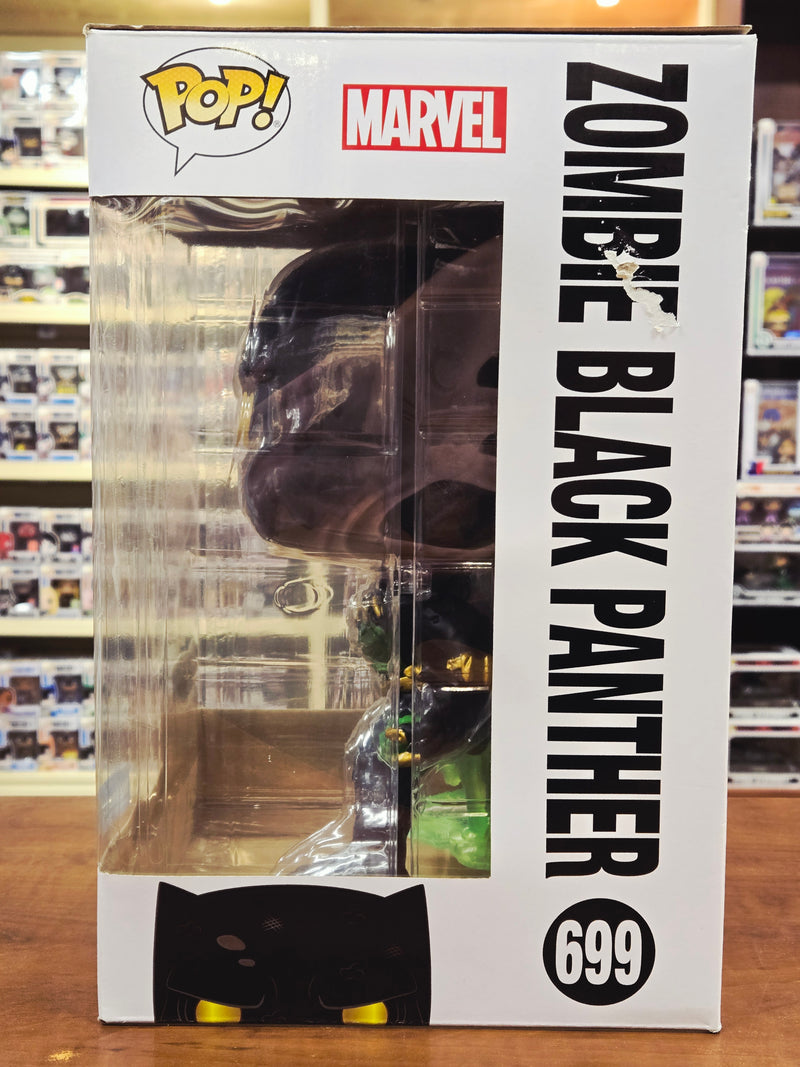 POP!
MARVEL
ZOMBIE BLACK PANTHER
699